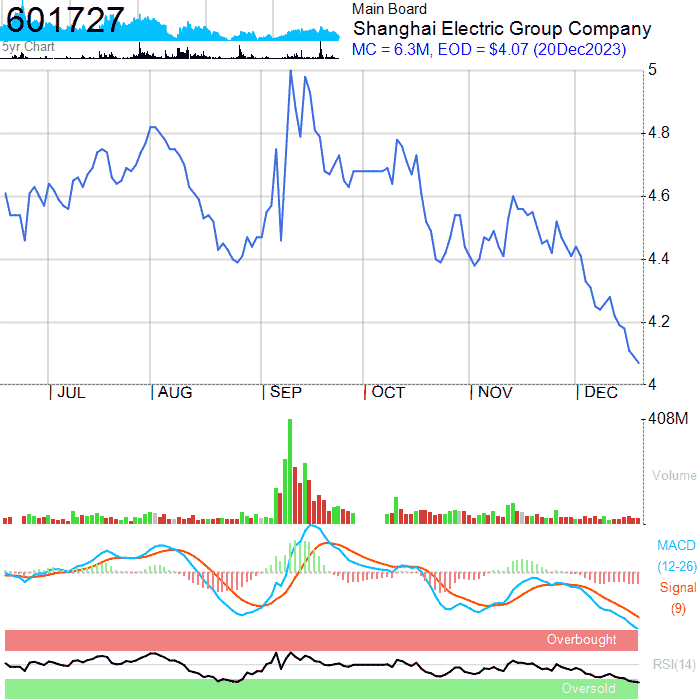 601727
5yr Chart
Main Board
Shanghai Electric Group Company
MC = 6.3M, EOD = $4.07 (20Dec2023)
5
4.8
4.6
4.4
4.2
4
JUL
AUG
SEP
OCT
NOV
DEC
408M
Volume
MACD
(12-26)
Signal
(9)
Overbought
RSI(14)
Oversold